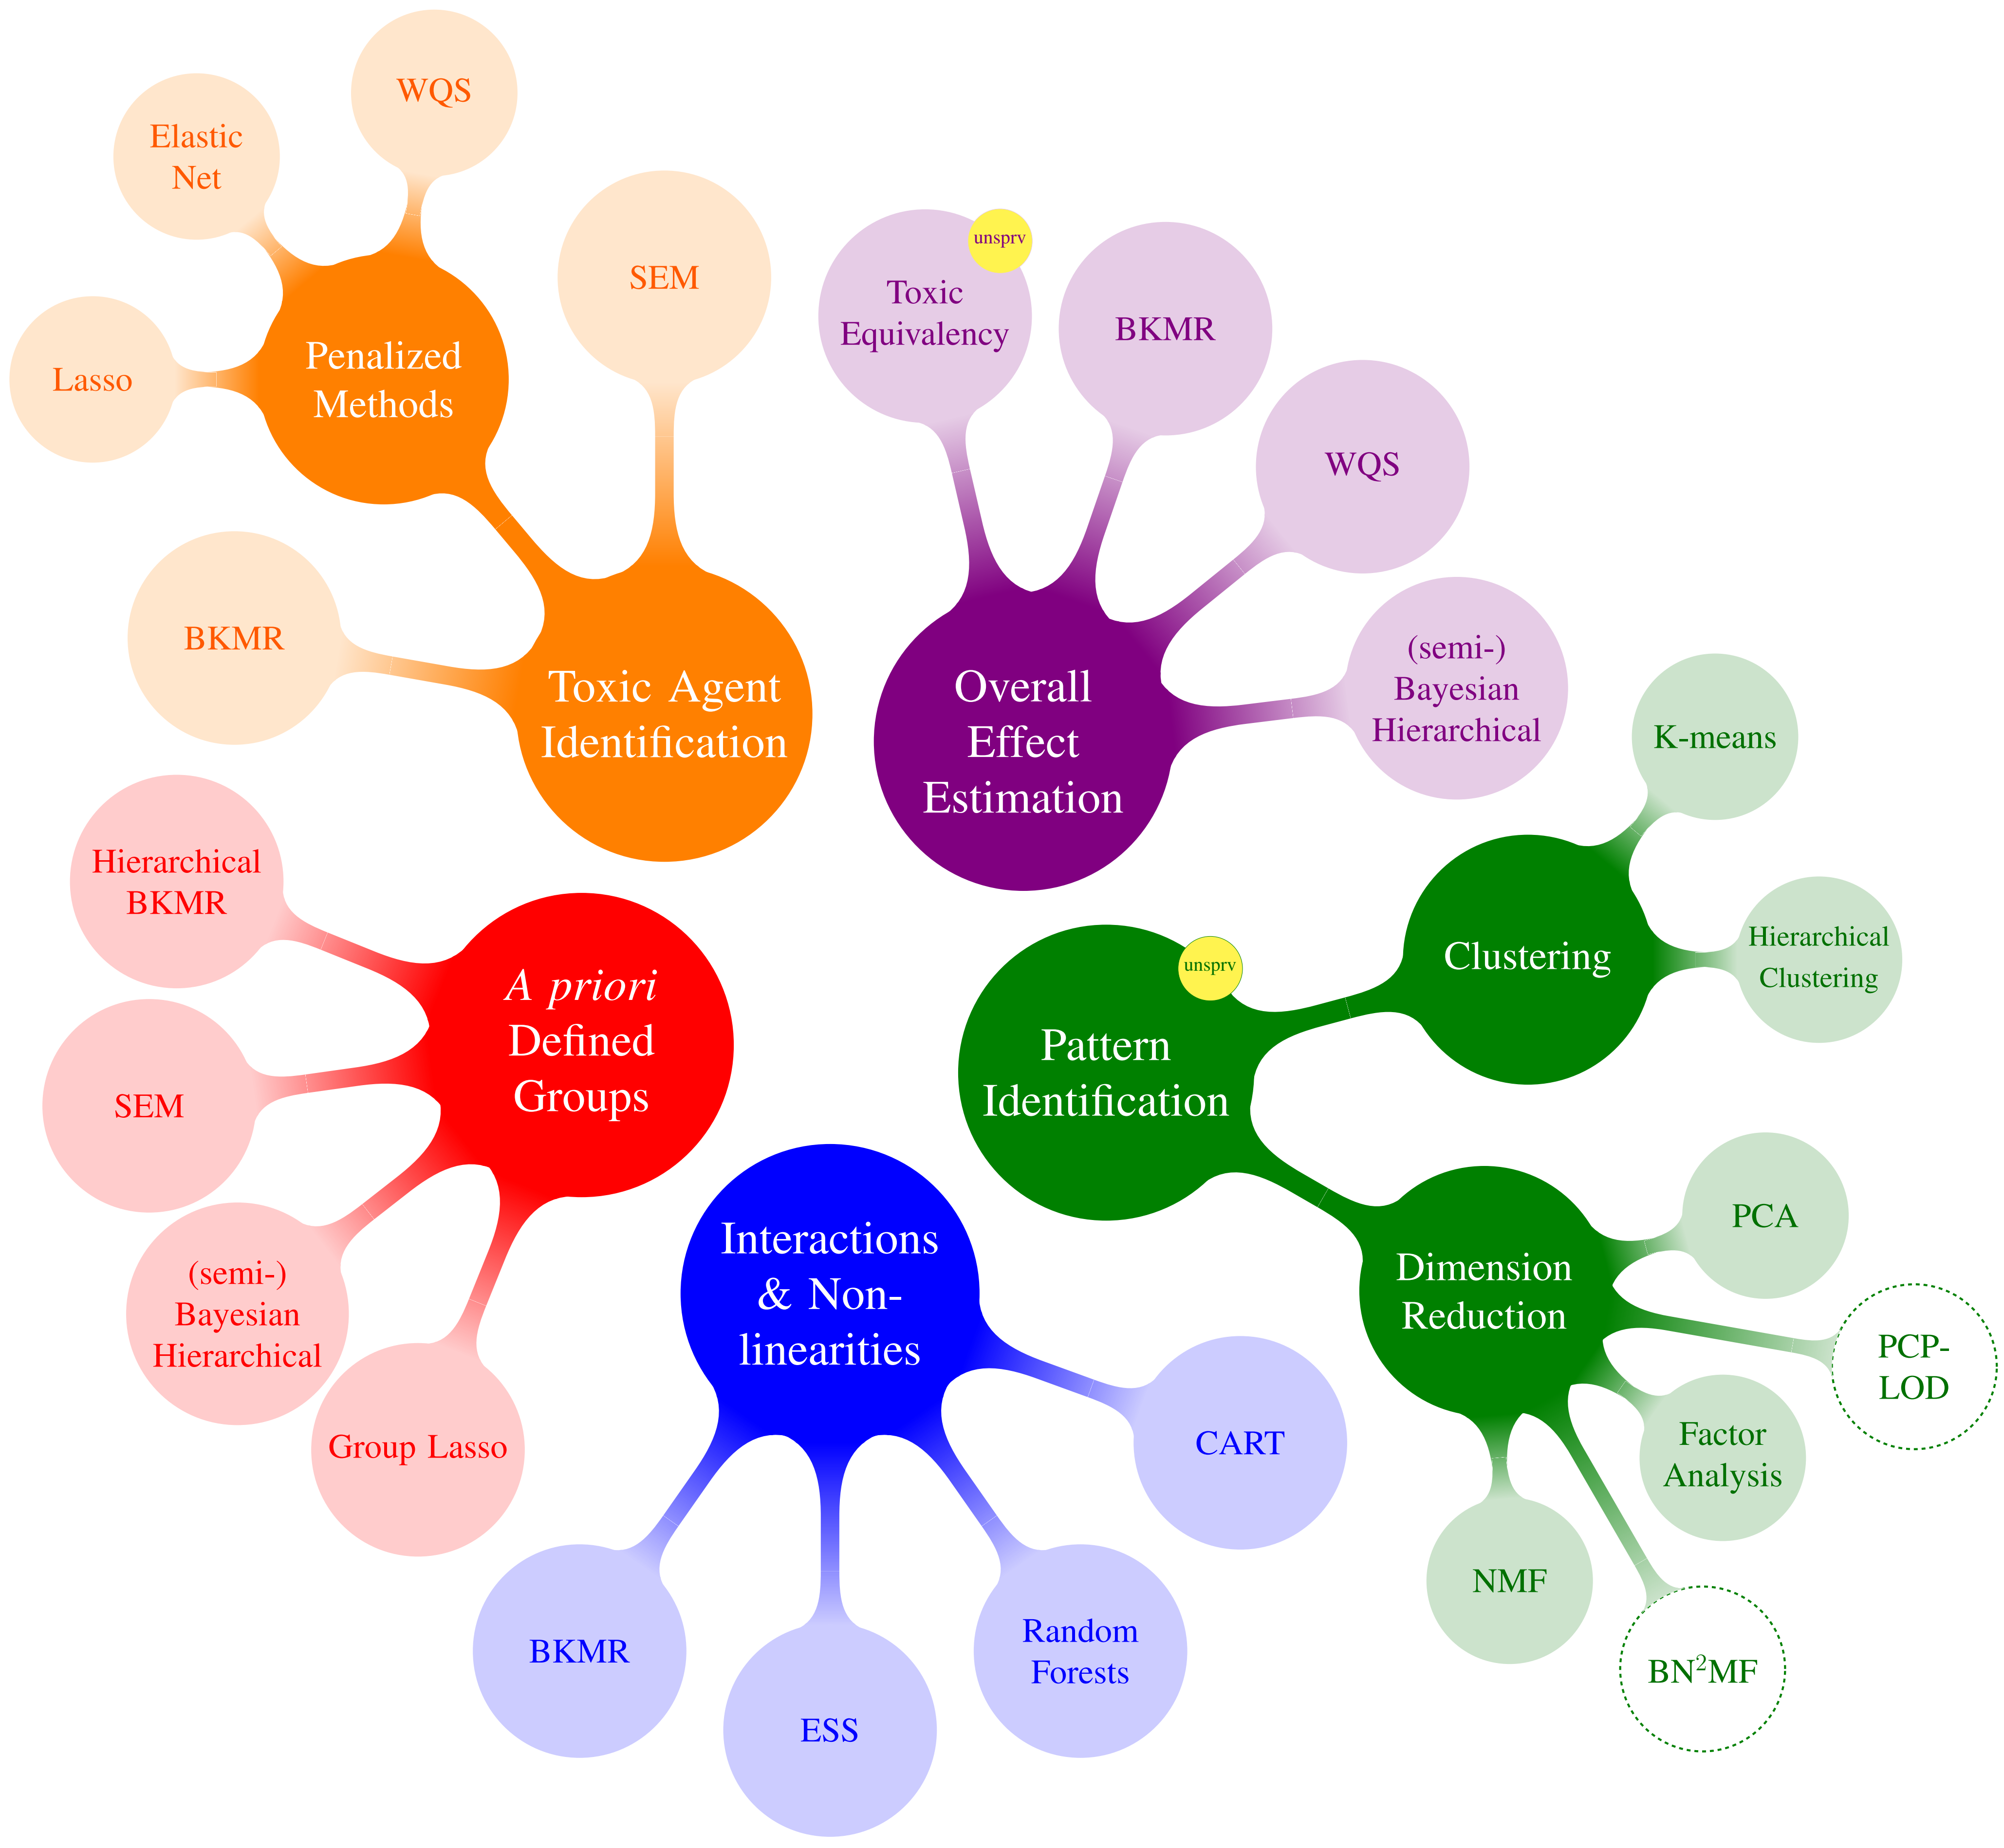 WQS
Elastic
Net
Lasso
Penalized
Methods
SEM
BKMR
Toxic Agent
Identification
unsprv
Toxic
Equivalency
BKMR
WQS
(semi-)
Bayesian
Hierarchical
Overall
Effect
Estimation
K-means
Hierarchical
Clustering
Clustering
unsprv
Pattern
Identification
PCA
PCP-
LOD
Dimension
Reduction
Factor
Analysis
NMF
BN²MF
Hierarchical
BKMR
SEM
(semi-)
Bayesian
Hierarchical
Group Lasso
A priori
Defined
Groups
Interactions
& Non-
linearities
CART
Random
Forests
ESS
BKMR